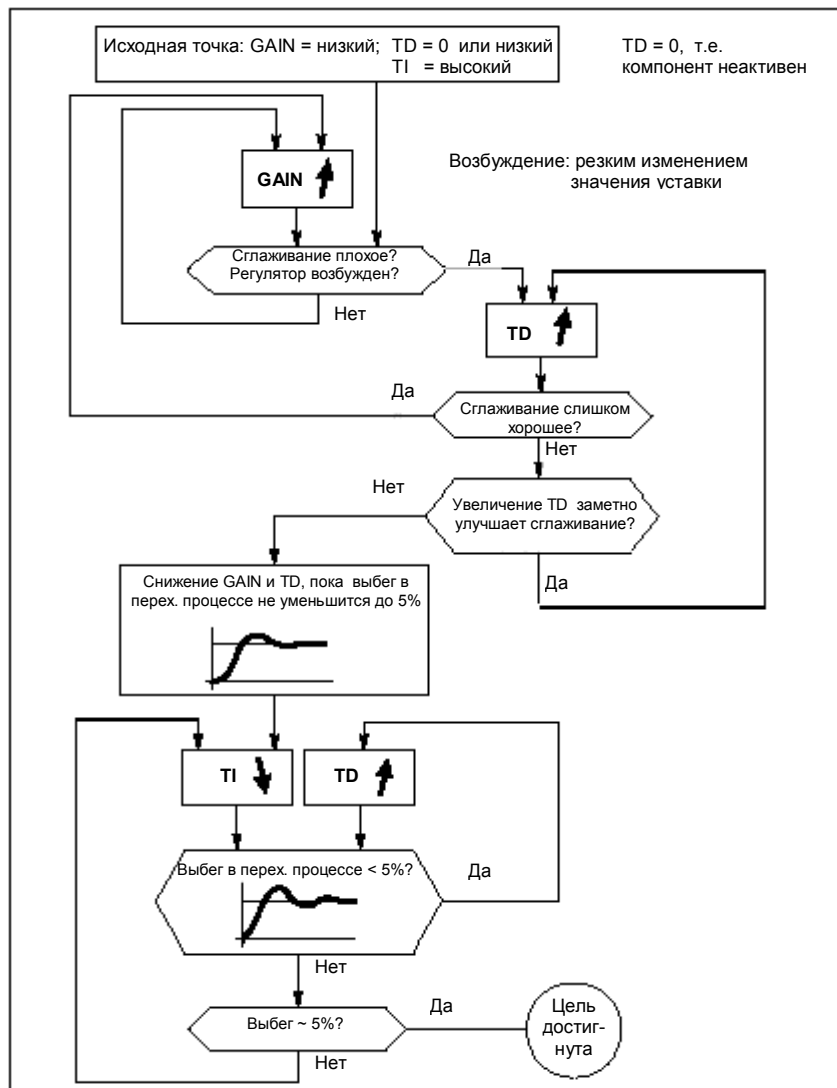 Исходная точка: GAIN = низкий; TD = 0 или низкий
TI = высокий
TD = 0, т.е.
компонент неактивен
GAIN
Возбуждение: резким изменением
значения уставки
Сглаживание плохое?
Регулятор возбужден?
Да
Нет
TD
Да
Сглаживание слишком
хорошее?
Нет
Нет
Увеличение TD заметно
улучшает сглаживание?
Да
Снижение GAIN и TD, пока выбег в
перех. процессе не уменьшится до 5%
TI
TD
Выбег в перех. процессе < 5%?
Да
Нет
Выбег ~ 5%?
Да
Нет
Цель
достиг-
нута